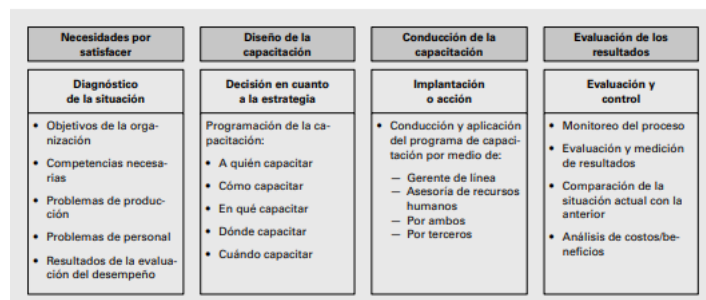 Necesidades por
satisfacer
Diagnóstico
de la situación
• Objetivos de la orga-
nización
• Competencias necesa-
rias
• Problemas de produc-
ción
• Problemas de personal
• Resultados de la evalua-
ción del desempeño
Diseño de la
capacitación
Decisión en cuanto
a la estrategia
Programación de la ca-
pacitación:
• A quién capacitar
• Cómo capacitar
• En qué capacitar
• Dónde capacitar
• Cuándo capacitar
Conducción de la
capacitación
Implantación
o acción
• Conducción y aplicación
del programa de capaci-
tación por medio de:
— Gerente de línea
— Asesoría de recursos
humanos
— Por ambos
— Por terceros
Evaluación de los
resultados
Evaluación y
control
• Monitoreo del proceso
• Evaluación y medición
de resultados
• Comparación de la
situación actual con la
anterior
• Análisis de costos/be-
neficios